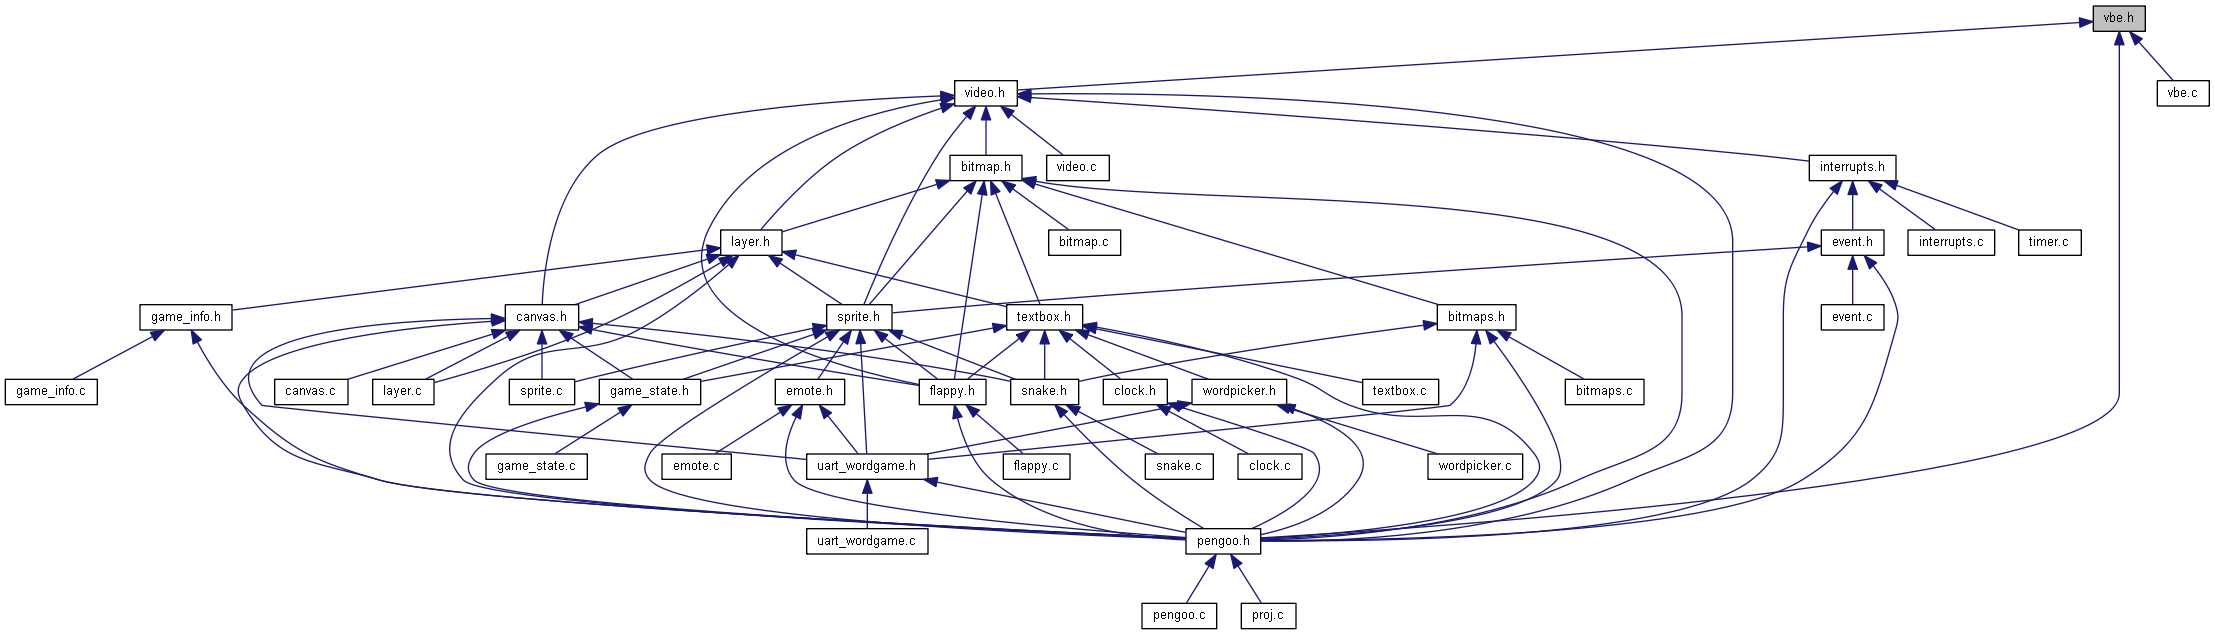 vbe.h
video.h
vbe.c
bitmap.h
video.c
interrupts.h
layer.h
bitmap.c
event.h
interrupts.c
timer.c
game_info.h
canvas.h
sprite.h
textbox.h
bitmaps.h
event.c
game_info.c
canvas.c
layer.c
sprite.c
game_state.h
emote.h
flappy.h
snake.h
clock.h
wordpicker.h
textbox.c
bitmaps.c
game_state.c
emote.c
uart_wordgame.h
flappy.c
snake.c
clock.c
wordpicker.c
uart_wordgame.c
pengoo.h
pengoo.c
proj.c